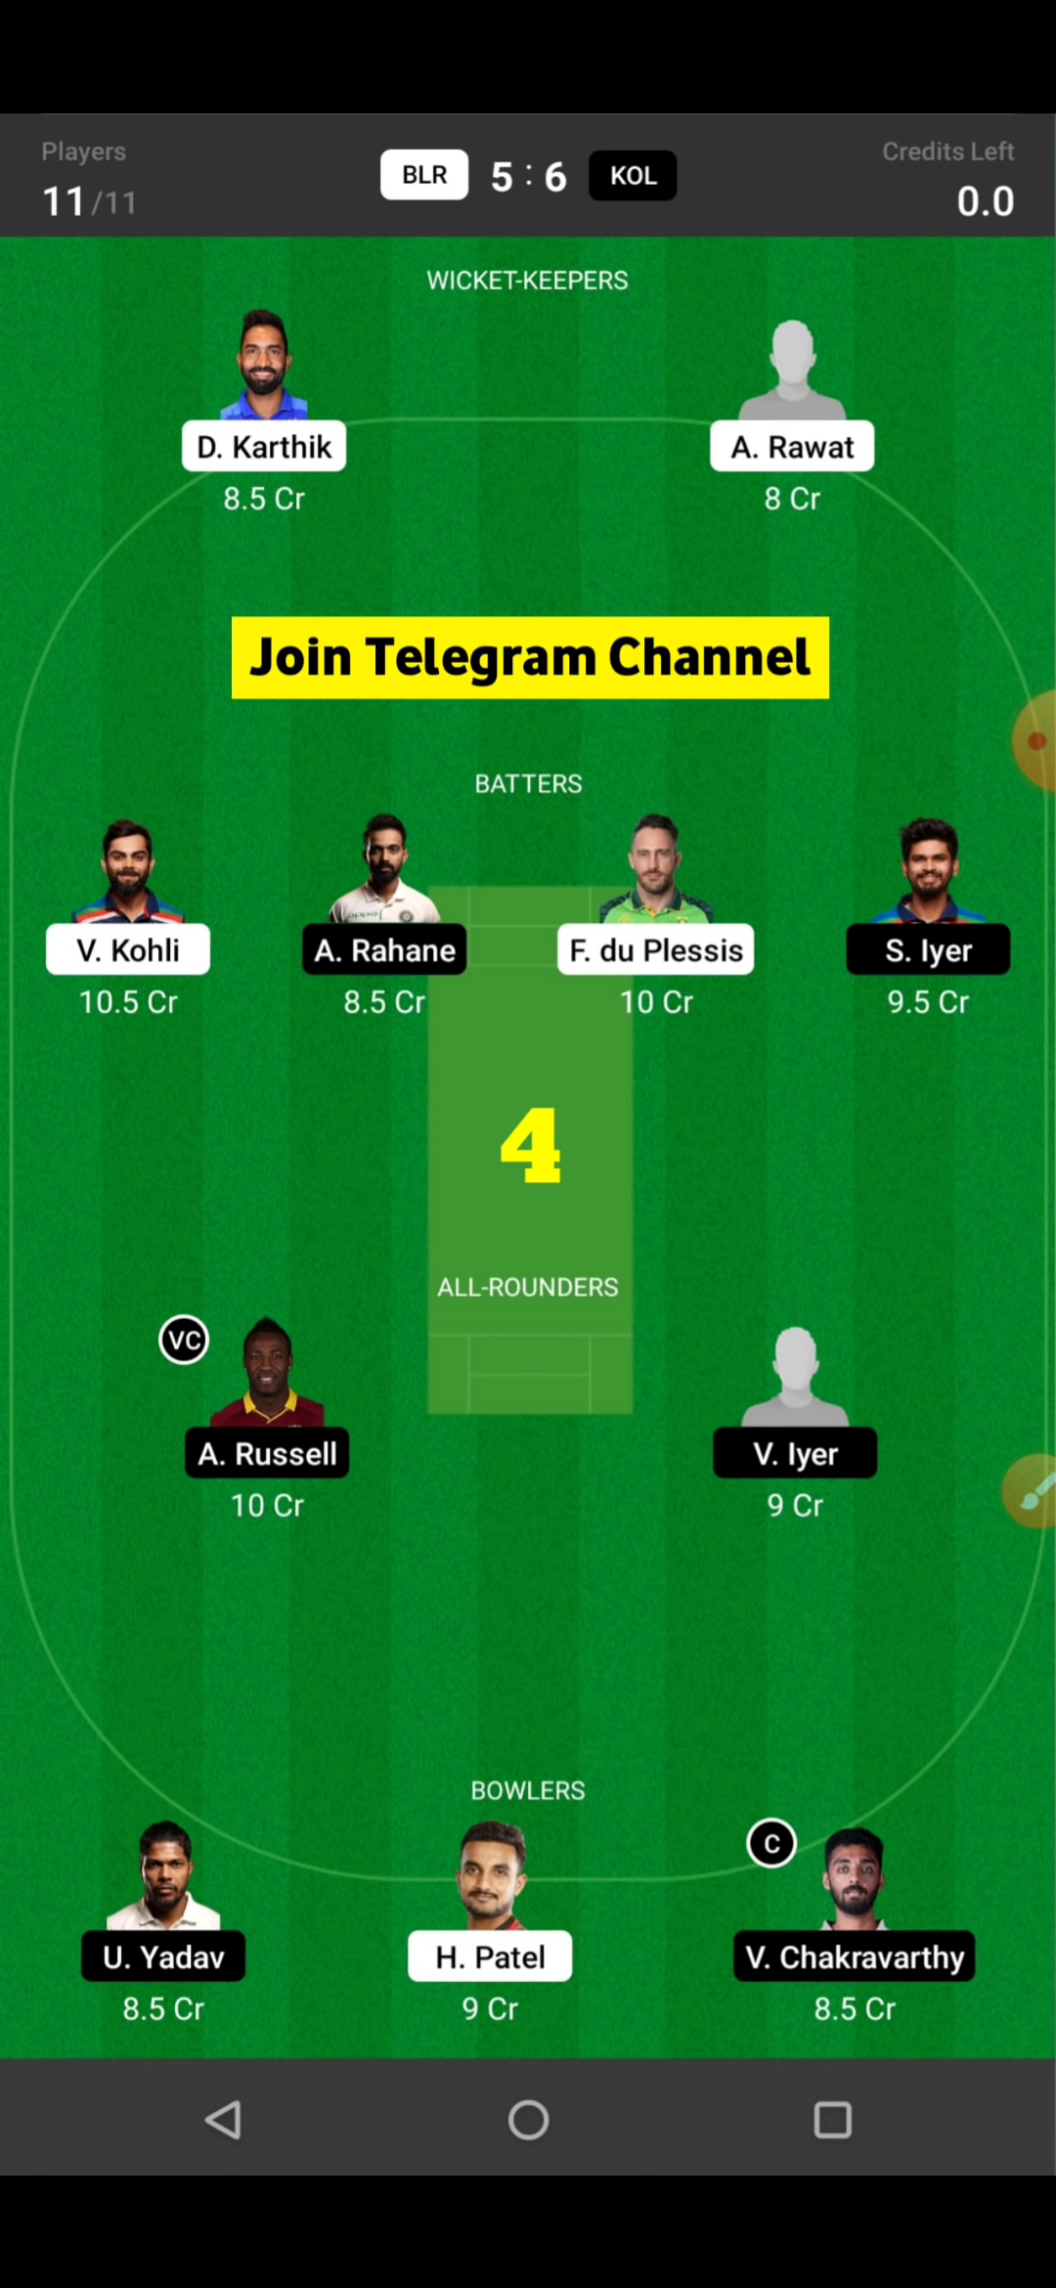 Players
11/11
BLR 5 : 6 KOL
Credits Left
0.0
WICKET-KEEPERS
D. Karthik
8.5 Cr
A. Rawat
8 Cr
Join Telegram Channel
BATTERS
V. Kohli
10.5 Cr
A. Rahane
8.5 Cr
F. du Plessis
10 Cr
S. Iyer
9.5 Cr
4
ALL-ROUNDERS
VC
A. Russell
10 Cr
V. Iyer
9 Cr
BOWLERS
U. Yadav
8.5 Cr
H. Patel
9 Cr
C
V. Chakravarthy
8.5 Cr